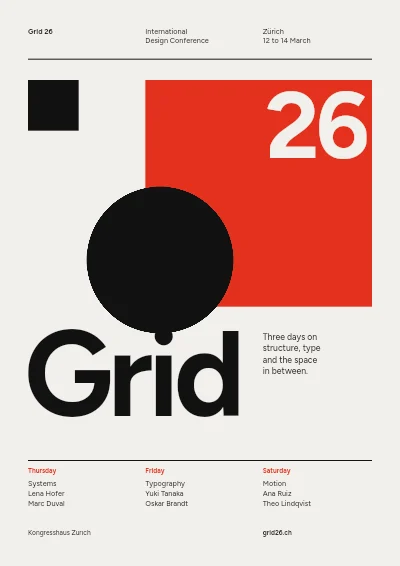 Grid 26
International
Design Conference
Zürich
12 to 14 March
26
Grid
Three days on
structure, type
and the space
in between.
Thursday
Systems
Lena Hofer
Marc Duval
Friday
Typography
Yuki Tanaka
Oskar Brandt
Saturday
Motion
Ana Ruiz
Theo Lindqvist
Kongresshaus Zurich
grid26.ch